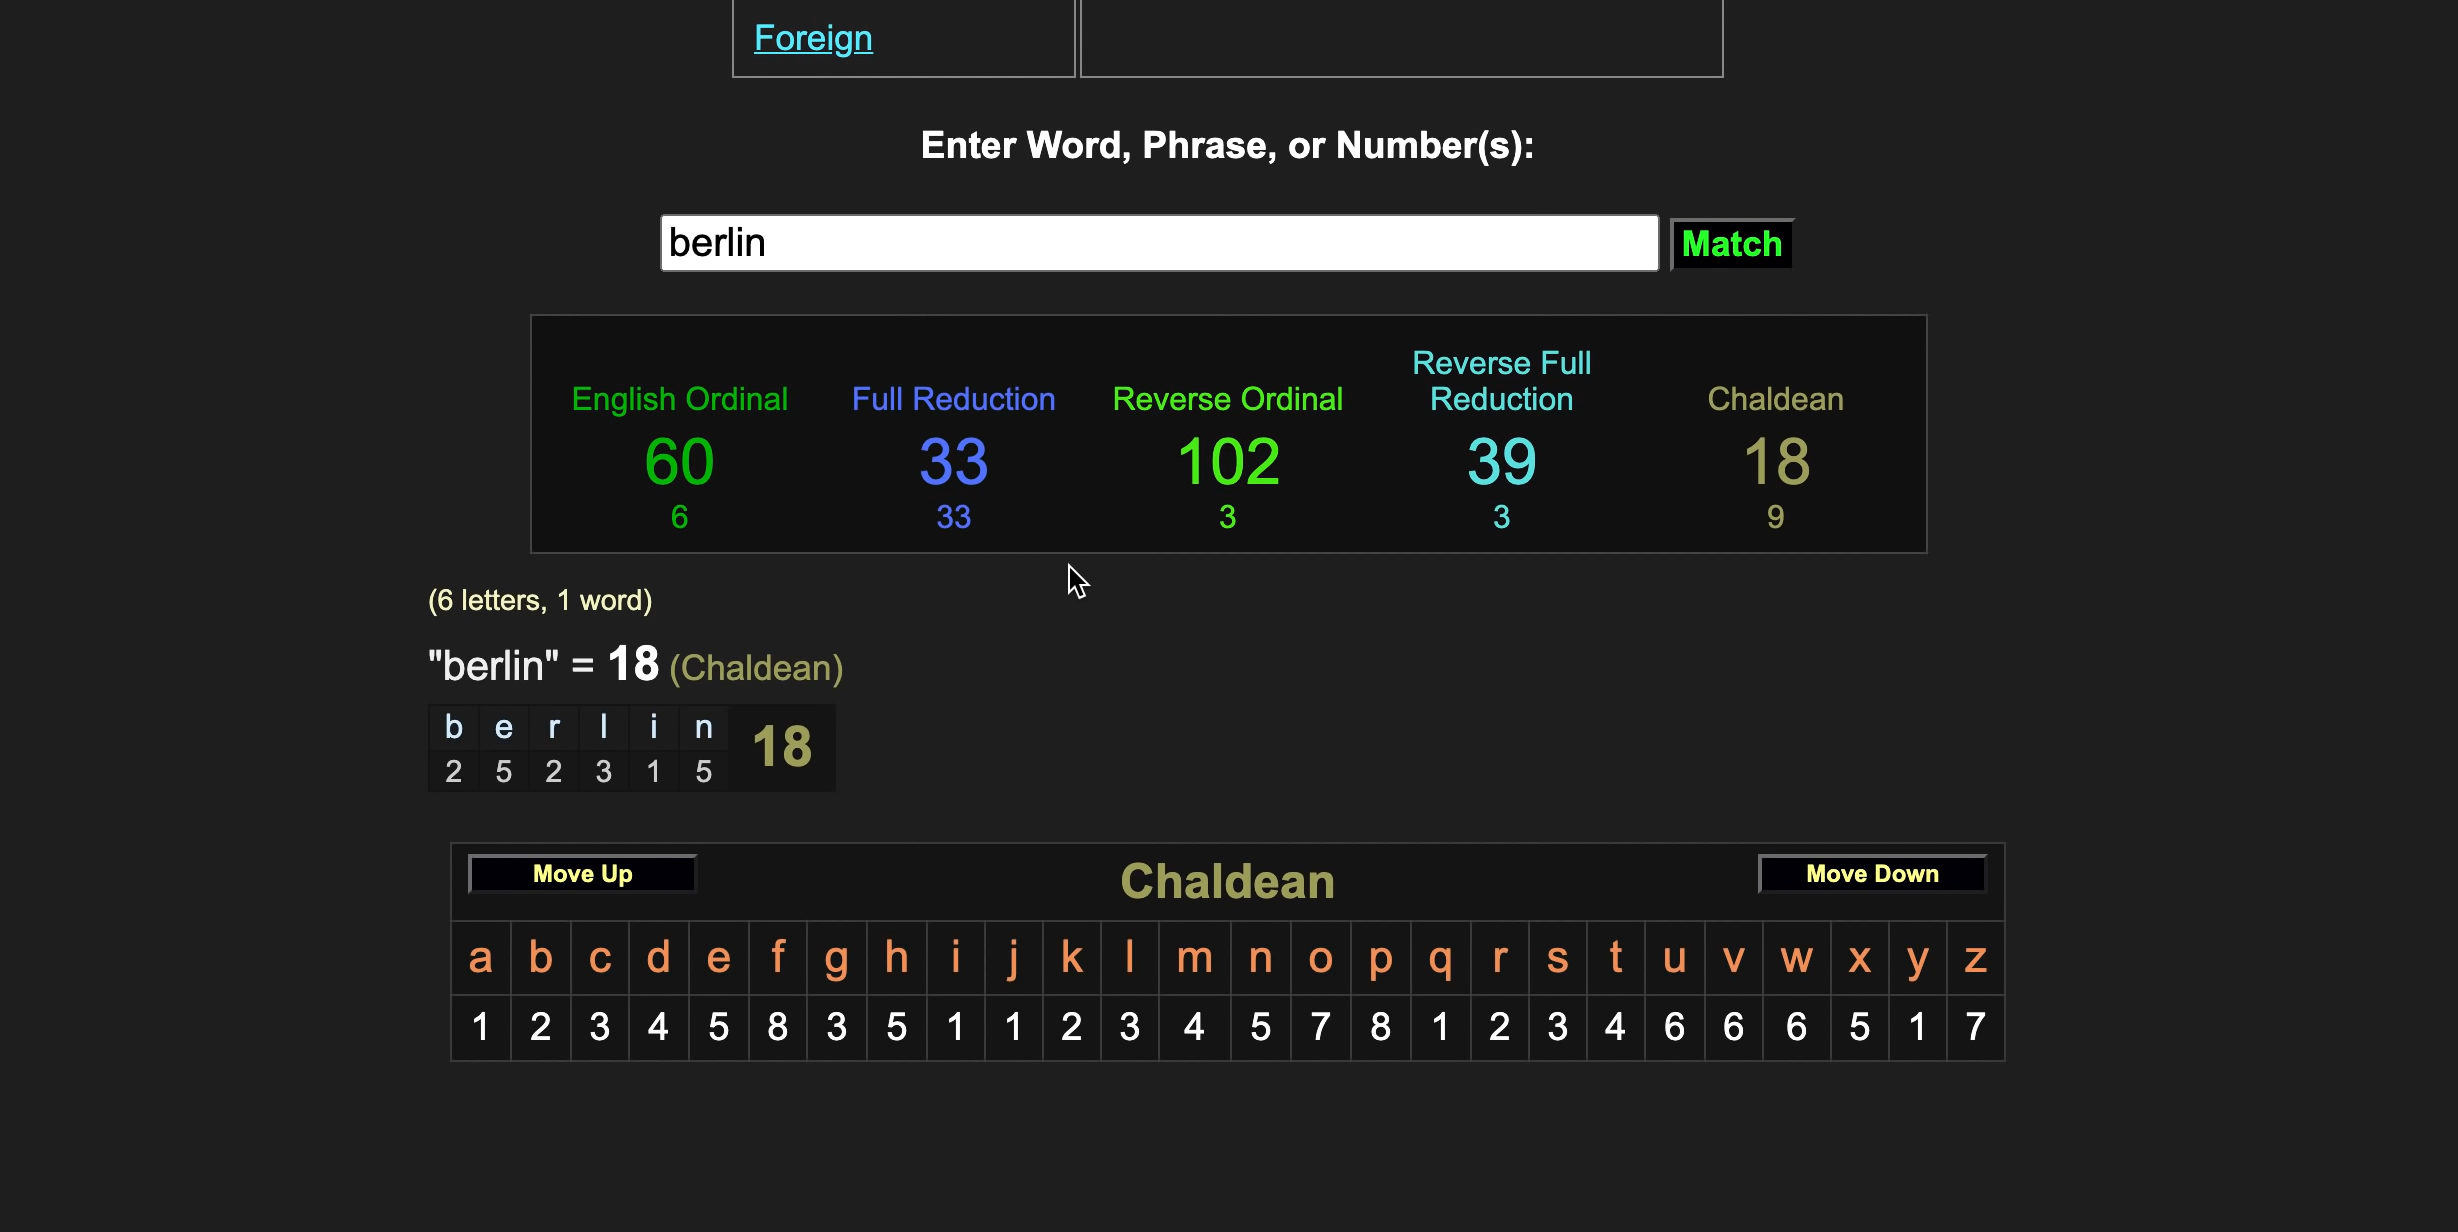 Foreign
Enter Word, Phrase, or Number(s):
berlin Match
English Ordinal Full Reduction Reverse Ordinal Reverse Full Reduction Chaldean
60 33 102 39 18
6 33 3 3 9
(6 letters, 1 word)
"berlin" = 18 (Chaldean)
b e r l i n 18
2 5 2 3 1 5
Move Up Chaldean Move Down
a b c d e f g h i j k l m n o p q r s t u v w x y z
1 2 3 4 5 8 3 5 1 1 2 3 4 5 7 8 1 2 3 4 6 6 6 5 1 7